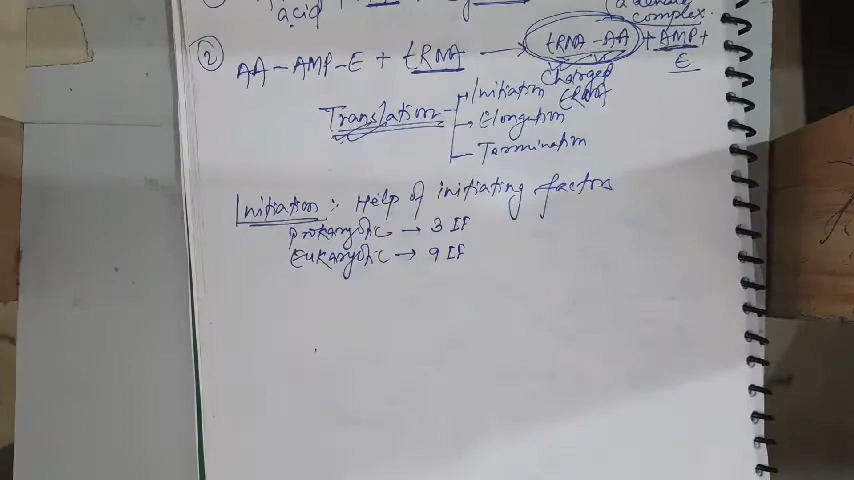 acid
complex.
② AA-AMP-E + tRNA → tRNA-AA + AMP + E
Charged tRNA
Translation
Initiation
Elongation
Termination
Initiation: Help of initiating factors
Prokaryotic → 3 IF
Eukaryotic → 9 IF